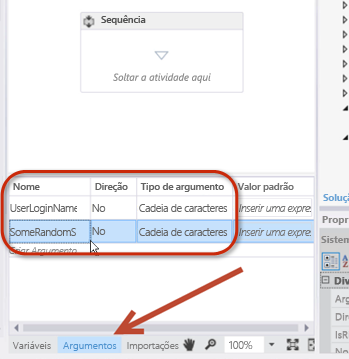 Sequência
Soltar a atividade aqui
Nome Direção Tipo de argumento Valor padrão
UserLoginName No Cadeia de caracteres Inserir uma expre
SomeRandomS No Cadeia de caracteres Inserir uma expre
Criar Argumento
Soluç
Propr
Sistem
Div
Arg
Dire
IsR
Variáveis Argumentos Importações 100%